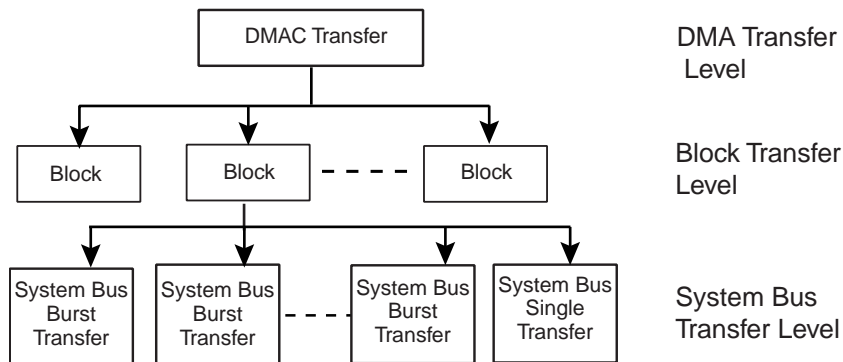 DMAC Transfer
DMA Transfer
Level
Block
Block
Block
Block Transfer
Level
System Bus
Burst
Transfer
System Bus
Burst
Transfer
System Bus
Burst
Transfer
System Bus
Single
Transfer
System Bus
Transfer Level